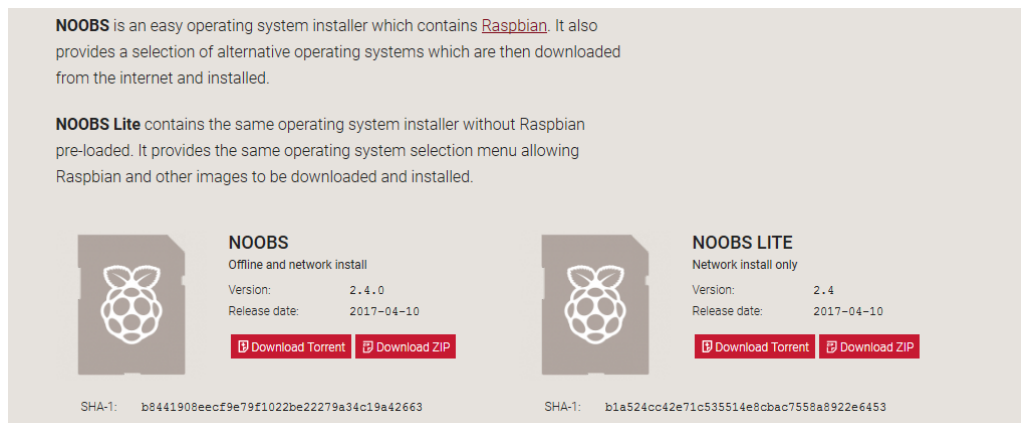 NOOBS is an easy operating system installer which contains Raspbian. It also
provides a selection of alternative operating systems which are then downloaded
from the internet and installed.
NOOBS Lite contains the same operating system installer without Raspbian
pre-loaded. It provides the same operating system selection menu allowing
Raspbian and other images to be downloaded and installed.
NOOBS
Offline and network install
Version: 2.4.0
Release date: 2017-04-10
Download Torrent Download ZIP
SHA-1: b8441908eecf9e79f1022be22279a34c19a42663
NOOBS LITE
Network install only
Version: 2.4
Release date: 2017-04-10
Download Torrent Download ZIP
SHA-1: b1a524cc42e71c535514e8cbac7558a8922e6453